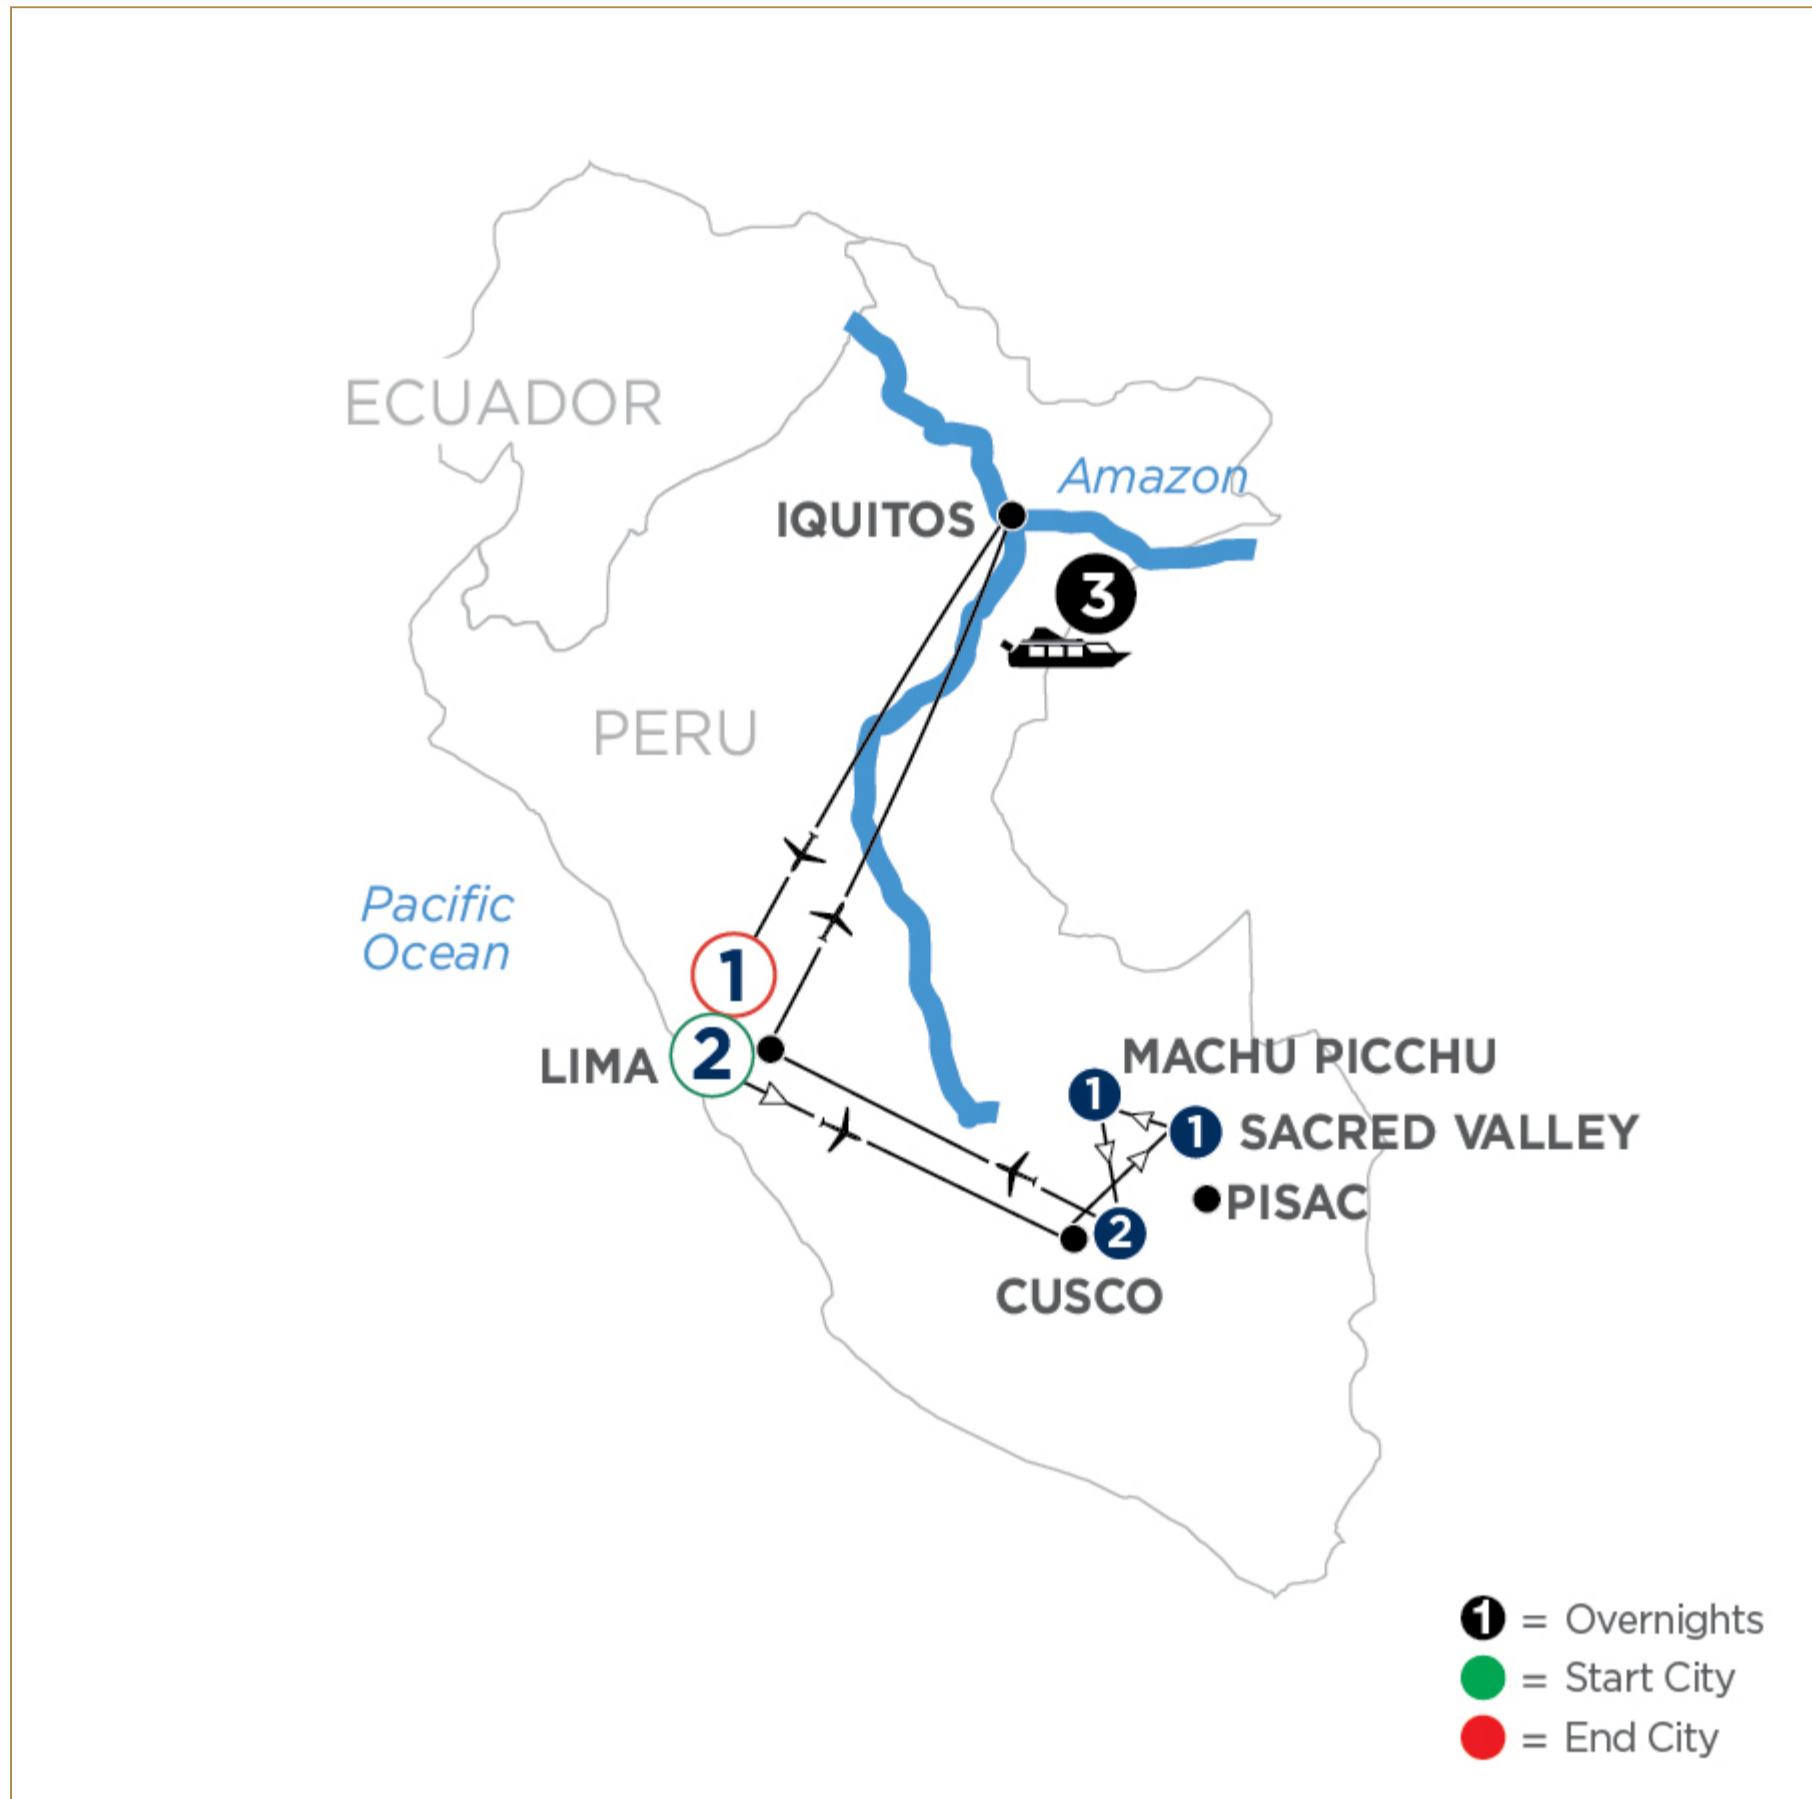 ECUADOR
Amazon
IQUITOS
3
PERU
Pacific
Ocean
1
LIMA
2
MACHU PICCHU
1
1
SACRED VALLEY
PISAC
2
CUSCO
1 = Overnights
= Start City
= End City